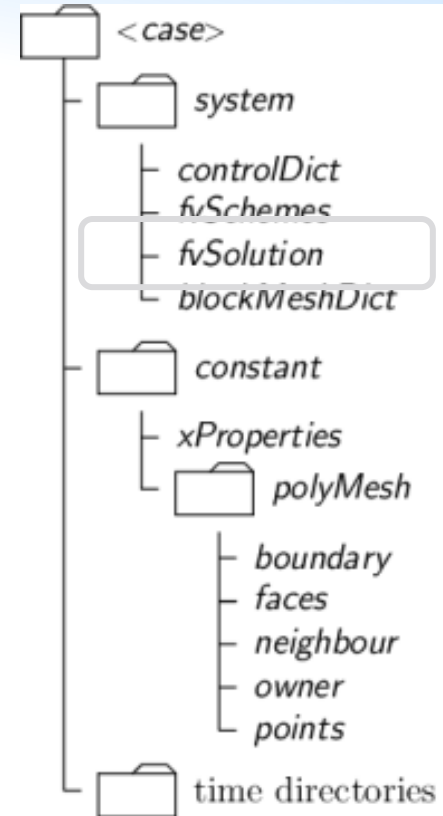 <case>
system
controlDict
fvSchemes
fvSolution
blockMeshDict
constant
xProperties
polyMesh
boundary
faces
neighbour
owner
points
time directories